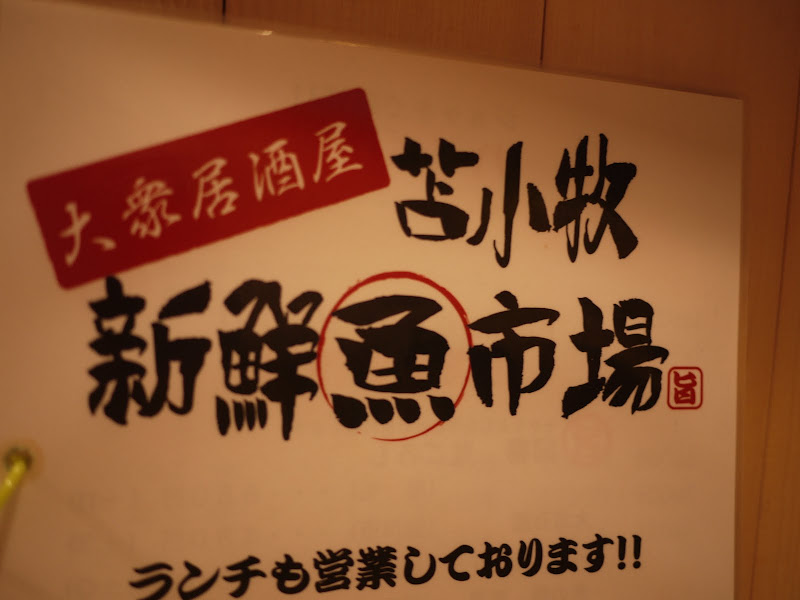 大衆居酒屋
苫小牧
新鮮魚市場
旨
ランチも営業しております!!